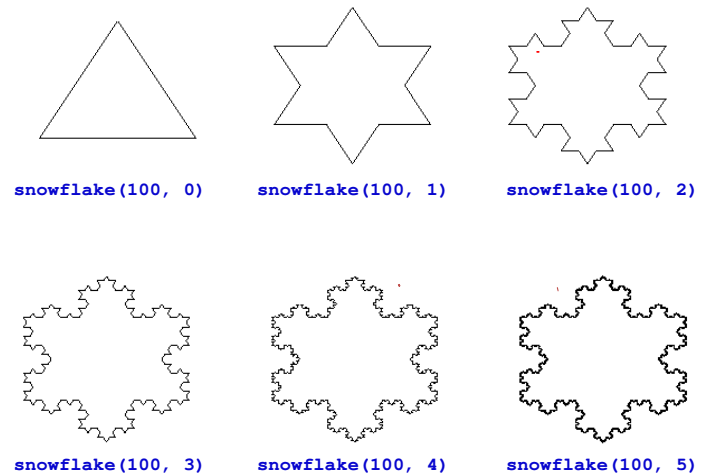 snowflake(100, 0)
snowflake(100, 1)
snowflake(100, 2)
snowflake(100, 3)
snowflake(100, 4)
snowflake(100, 5)